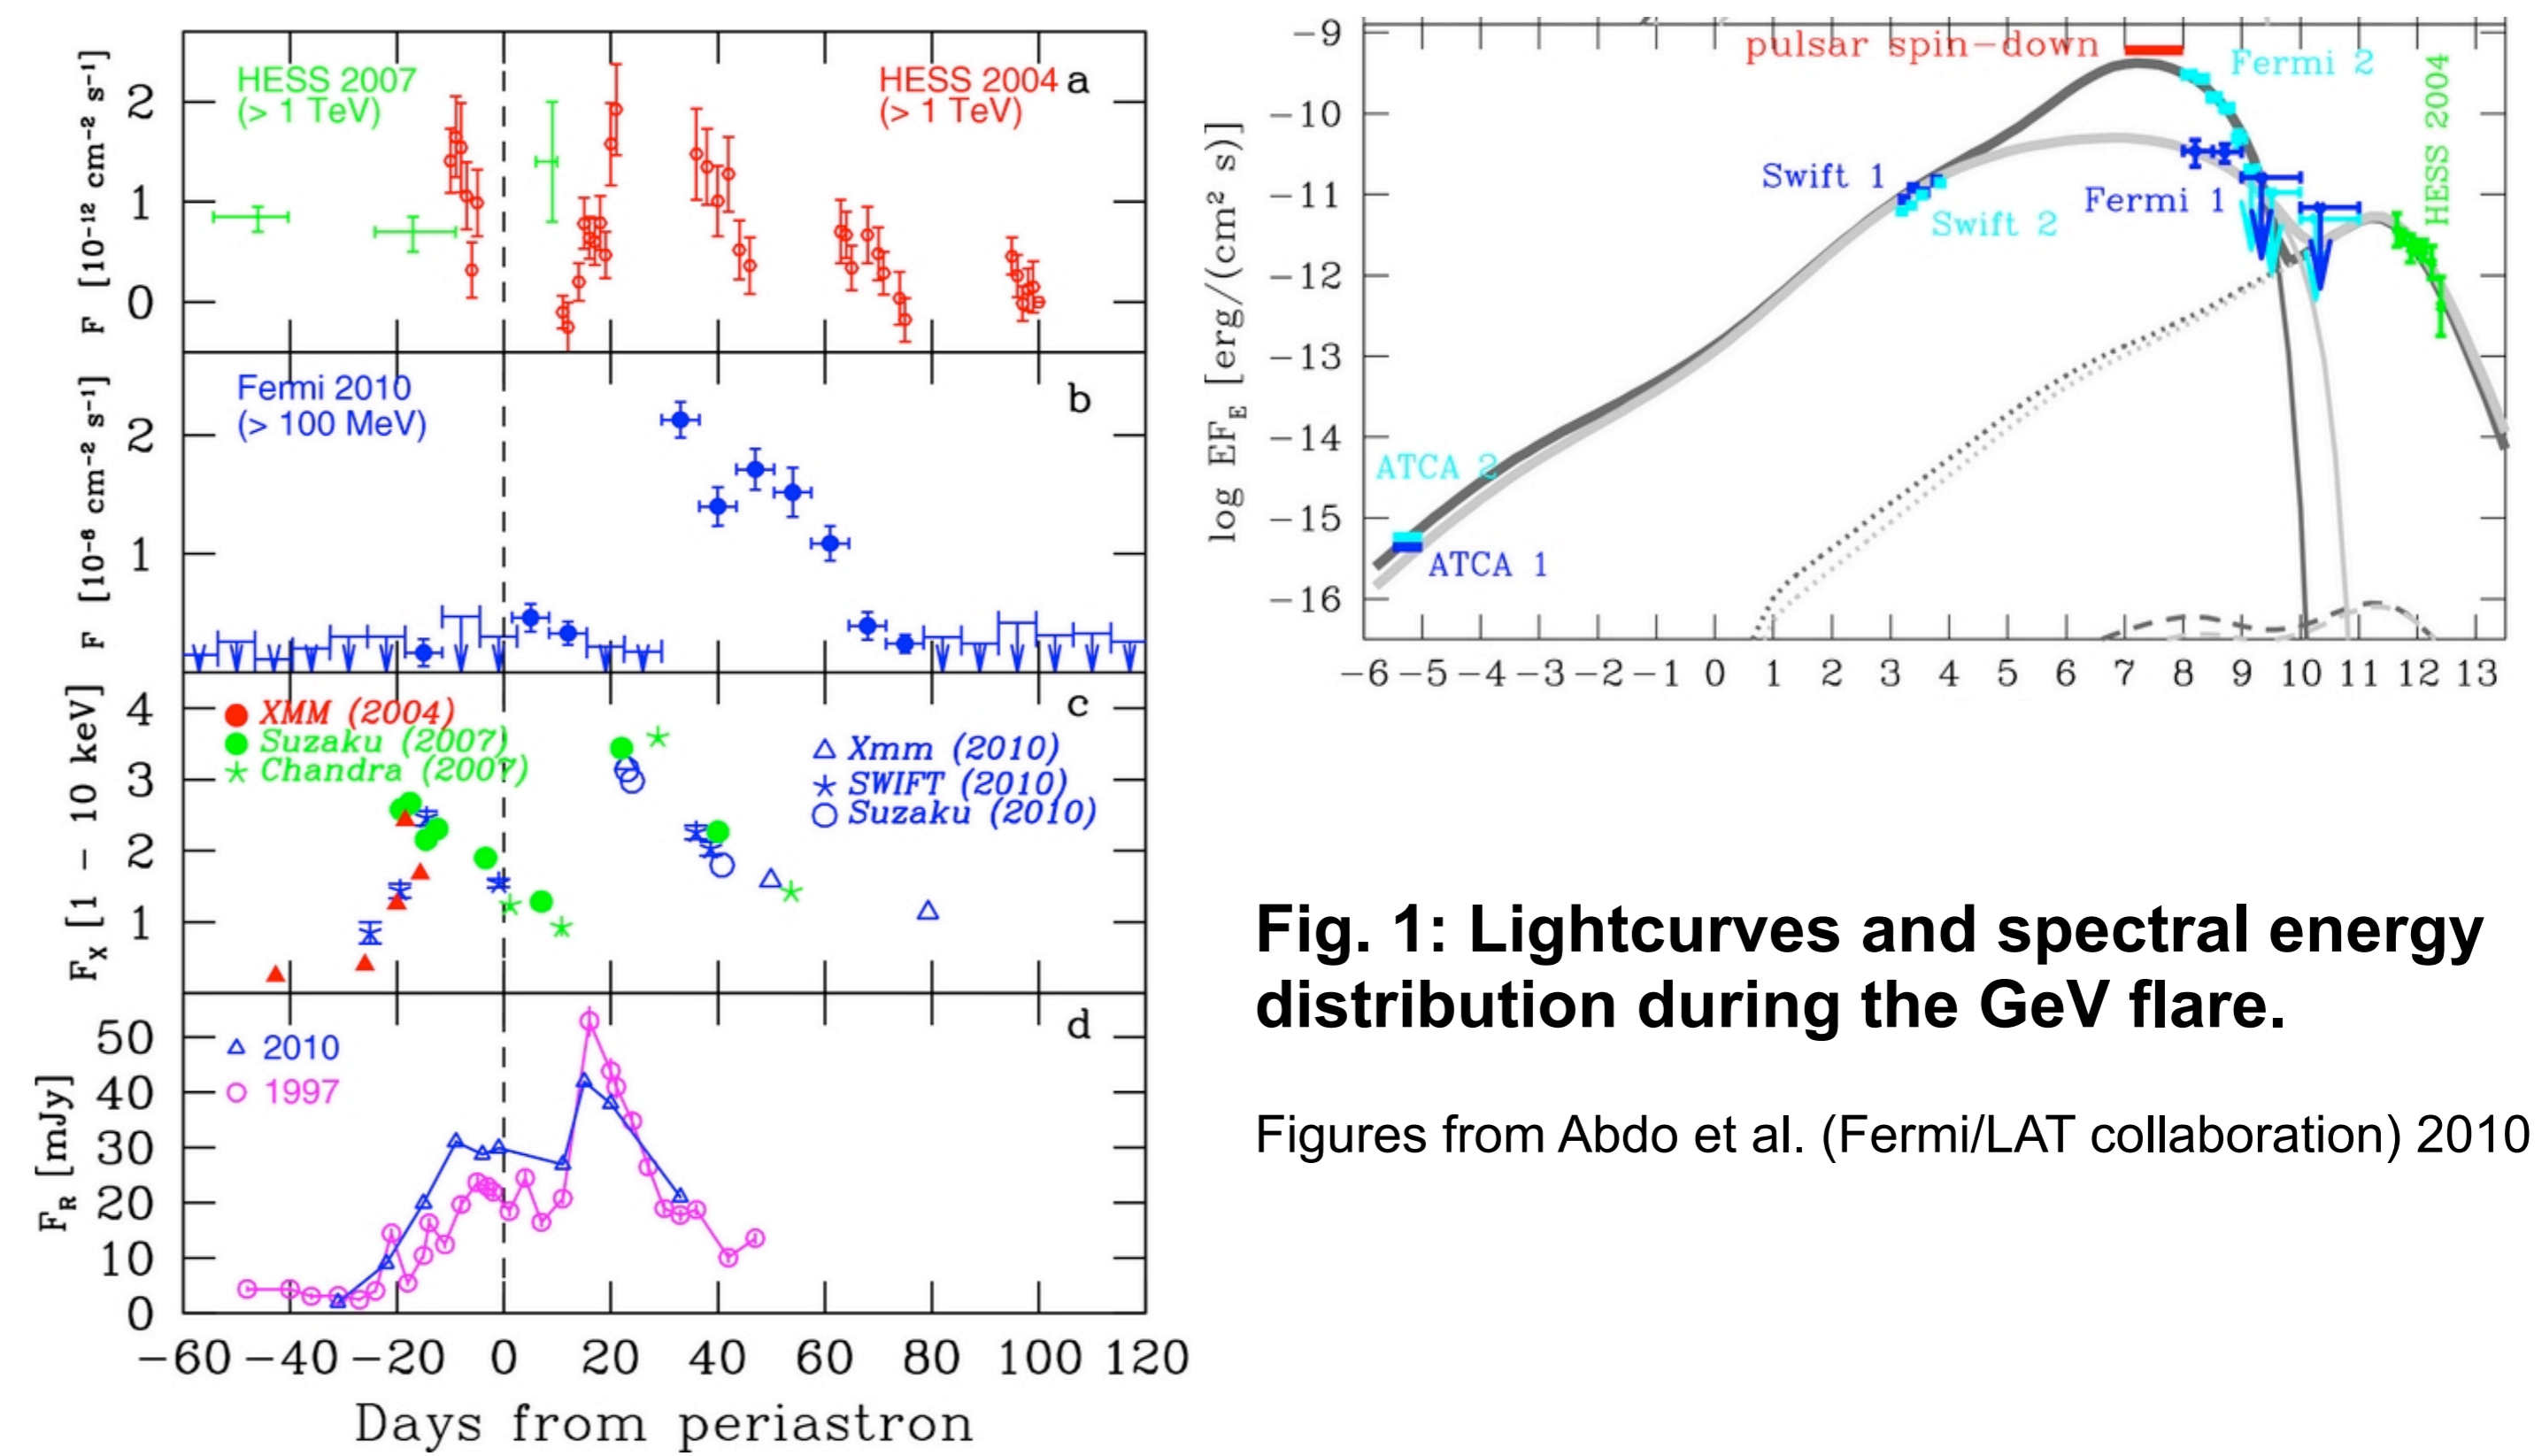 HESS 2007
(> 1 TeV)
HESS 2004
(> 1 TeV)
a
F [10⁻¹² cm⁻² s⁻¹]
2
1
0
Fermi 2010
(> 100 MeV)
b
F [10⁻⁶ cm⁻² s⁻¹]
2
1
XMM (2004)
Suzaku (2007)
Chandra (2007)
c
Xmm (2010)
SWIFT (2010)
Suzaku (2010)
F_X [1 - 10 keV]
4
3
2
1
2010
1997
d
F_R [mJy]
50
40
30
20
10
0
-60 -40 -20 0 20 40 60 80 100 120
Days from periastron
log EF_E [erg/(cm² s)]
-9
-10
-11
-12
-13
-14
-15
-16
pulsar spin-down
Fermi 2
HESS 2004
Swift 1
Fermi 1
Swift 2
ATCA 2
ATCA 1
-6 -5 -4 -3 -2 -1 0 1 2 3 4 5 6 7 8 9 10 11 12 13
Fig. 1: Lightcurves and spectral energy
distribution during the GeV flare.
Figures from Abdo et al. (Fermi/LAT collaboration) 2010